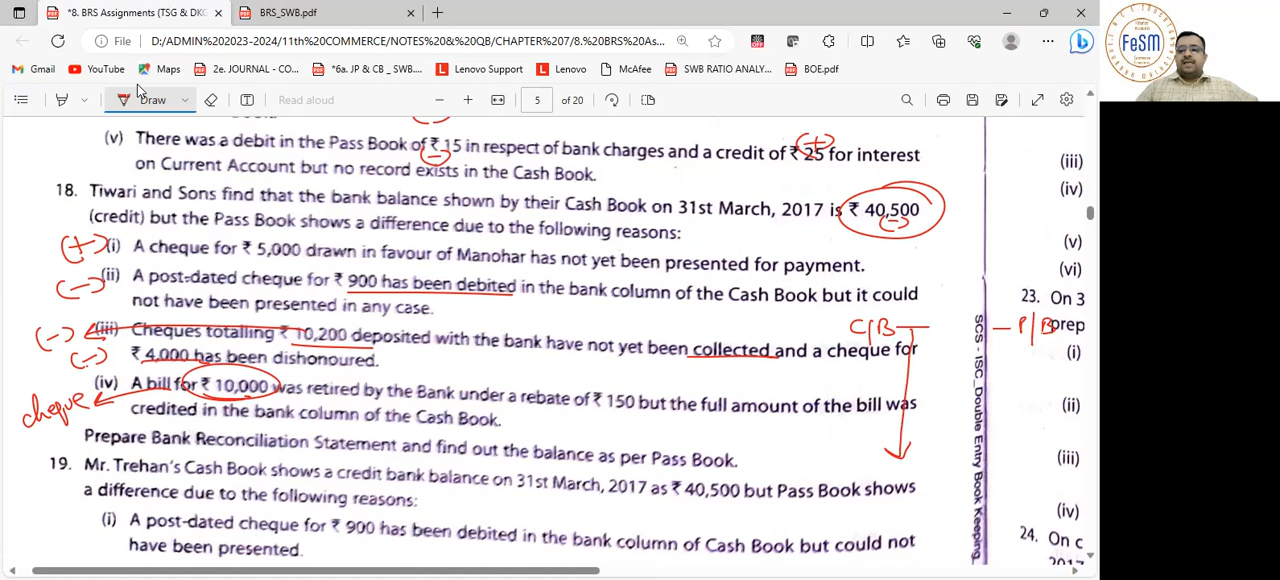 *8. BRS Assignments (TSG & DKG
BRS_SWB.pdf
File
D:/ADMIN%202023-2024/11th%20COMMERCE/NOTES%20&%20QB/CHAPTER%207/8.%20BRS%20As...
Gmail
YouTube
Maps
2e. JOURNAL - CO...
*6a. JP & CB _ SWB....
Lenovo Support
Lenovo
McAfee
SWB RATIO ANALY...
BOE.pdf
Draw
Read aloud
5 of 20
FeSM
(v) There was a debit in the Pass Book of ₹ 15 in respect of bank charges and a credit of ₹ 25 for interest
on Current Account but no record exists in the Cash Book.
18. Tiwari and Sons find that the bank balance shown by their Cash Book on 31st March, 2017 is ₹ 40,500
(credit) but the Pass Book shows a difference due to the following reasons:
(+) (i) A cheque for ₹ 5,000 drawn in favour of Manohar has not yet been presented for payment.
(−) (ii) A post-dated cheque for ₹ 900 has been debited in the bank column of the Cash Book but it could
not have been presented in any case.
(−) (iii) Cheques totalling ₹ 10,200 deposited with the bank have not yet been collected and a cheque for
(−) ₹ 4,000 has been dishonoured.
(iv) A bill for ₹ 10,000 was retired by the Bank under a rebate of ₹ 150 but the full amount of the bill was
cheque
credited in the bank column of the Cash Book.
Prepare Bank Reconciliation Statement and find out the balance as per Pass Book.
19. Mr. Trehan's Cash Book shows a credit bank balance on 31st March, 2017 as ₹ 40,500 but Pass Book shows
a difference due to the following reasons:
(i) A post-dated cheque for ₹ 900 has been debited in the bank column of Cash Book but could not
have been presented.
C/B
P/B
SCS - ISC_Double Entry Book Keeping
(iii)
(iv)
(v)
(vi)
23. On 3
prep
(i)
(ii)
(iii)
(iv)
24. On c